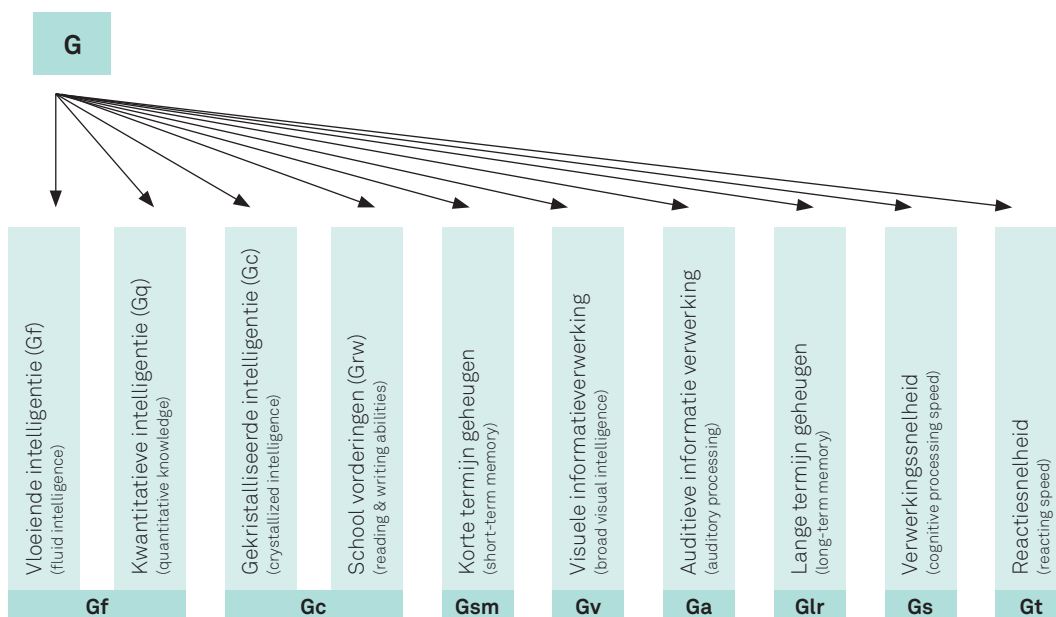 G
Vloeiende intelligentie (Gf)
(fluid intelligence)
Kwantitatieve intelligentie (Gq)
(quantitative knowledge)
Gekristalliseerde intelligentie (Gc)
(crystallized intelligence)
School vorderingen (Grw)
(reading & writing abilities)
Korte termijn geheugen
(short-term memory)
Visuele informatieverwerking
(broad visual intelligence)
Auditieve informatie verwerking
(auditory processing)
Lange termijn geheugen
(long-term memory)
Verwerkingssnelheid
(cognitive processing speed)
Reactiesnelheid
(reacting speed)
Gf
Gc
Gsm
Gv
Ga
Glr
Gs
Gt